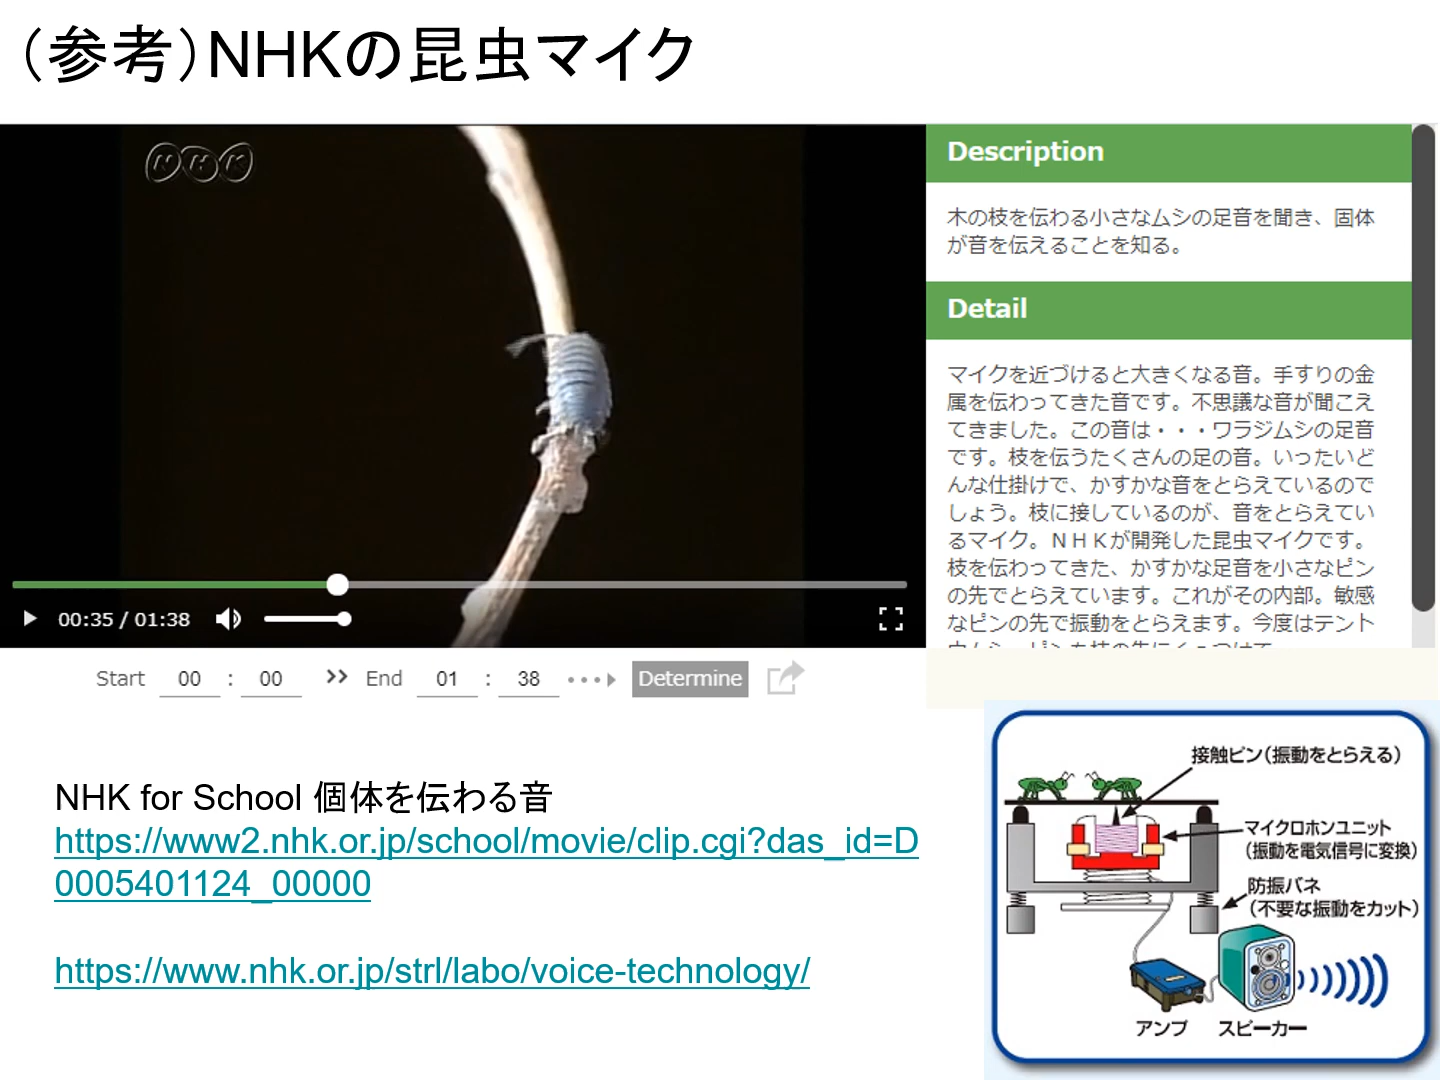 （参考）NHKの昆虫マイク
NHK
Description
木の枝を伝わる小さなムシの足音を聞き、固体
が音を伝えることを知る。
Detail
マイクを近づけると大きくなる音。手すりの金
属を伝わってきた音です。不思議な音が聞こえ
てきました。この音は・・・ワラジムシの足音
です。枝を伝うたくさんの足の音。いったいど
んな仕掛けで、かすかな音をとらえているので
しょう。枝に接しているのが、音をとらえてい
るマイク。ＮＨＫが開発した昆虫マイクです。
枝を伝わってきた、かすかな足音を小さなピン
の先でとらえています。これがその内部。敏感
なピンの先で振動をとらえます。今度はテント
00:35 / 01:38
Start 00 : 00 >> End 01 : 38 Determine
NHK for School 個体を伝わる音
https://www2.nhk.or.jp/school/movie/clip.cgi?das_id=D
0005401124_00000
https://www.nhk.or.jp/strl/labo/voice-technology/
接触ピン（振動をとらえる）
マイクロホンユニット
（振動を電気信号に変換）
防振バネ
（不要な振動をカット）
アンプ
スピーカー